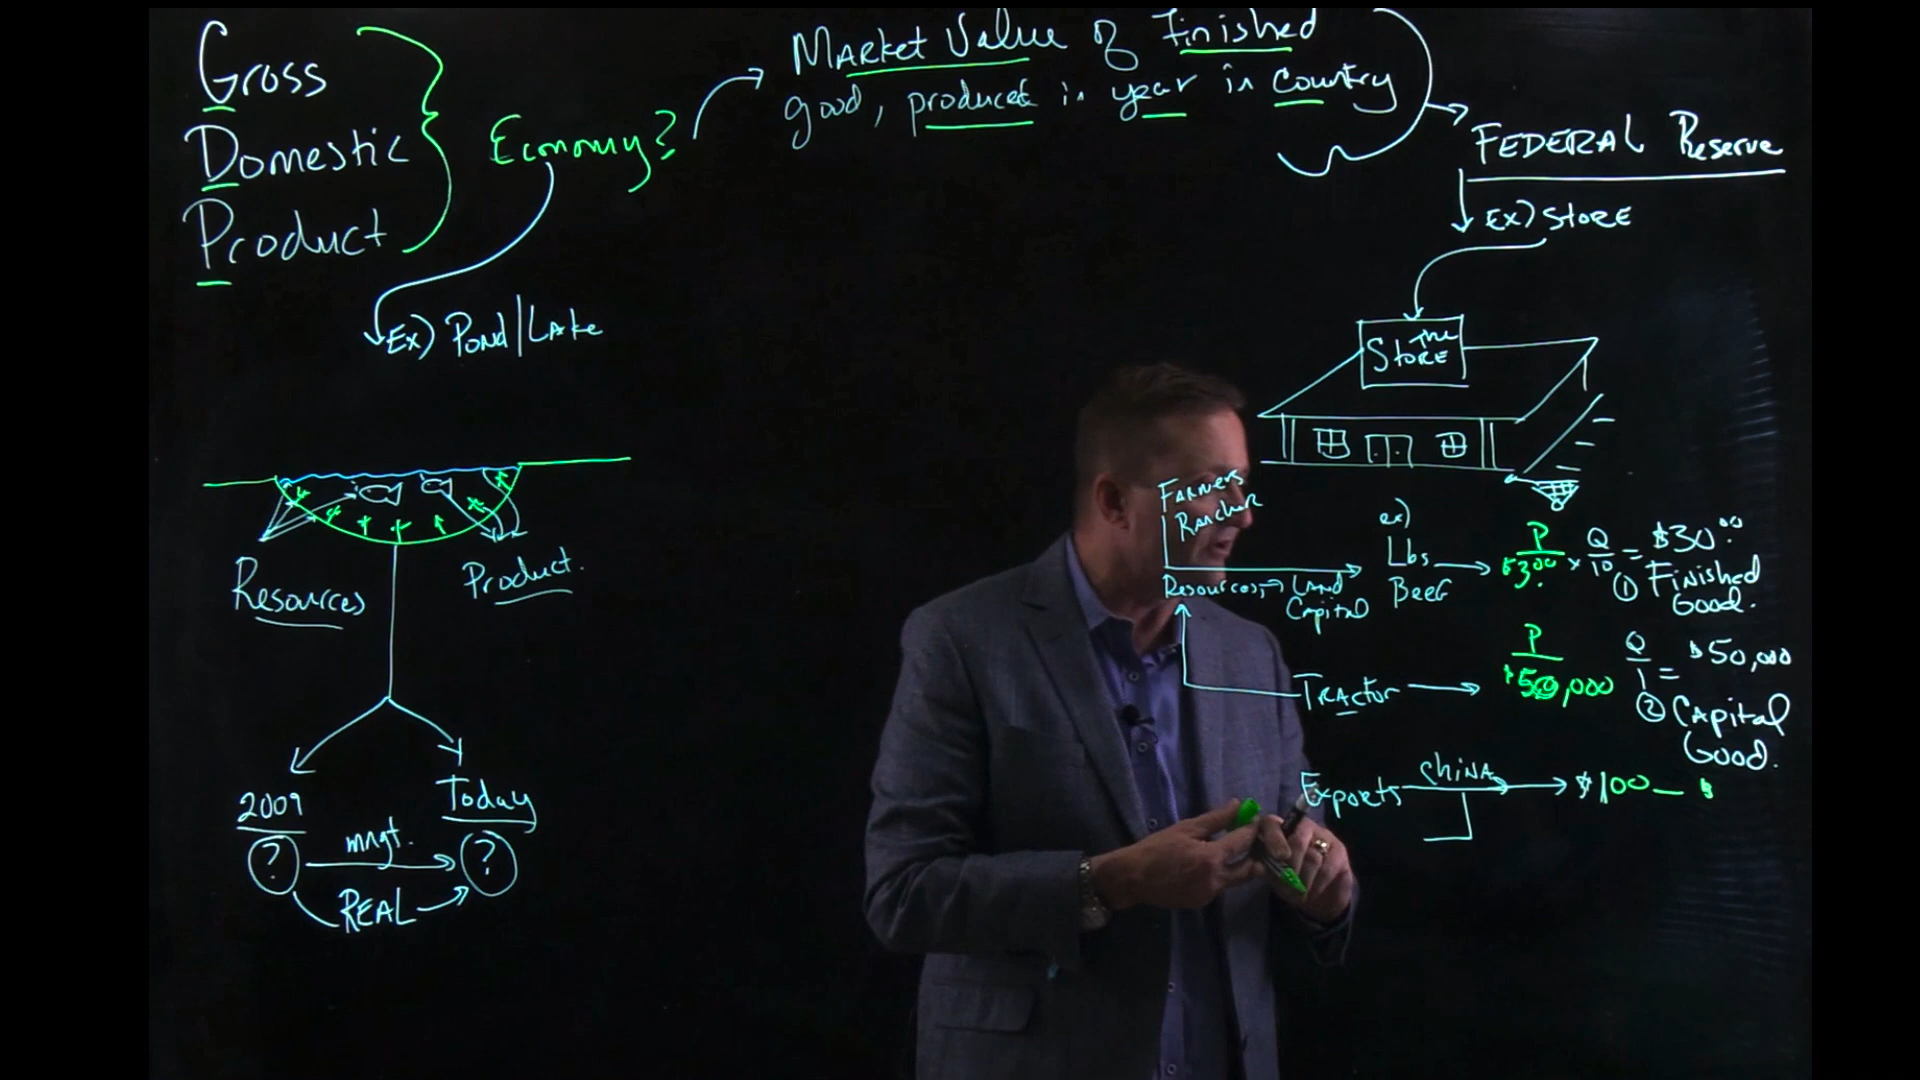 Gross
Domestic
Product
Economy?
Market Value of Finished
good, produced in year in Country
FEDERAL Reserve
Ex) STORE
Ex) Pond/Lake
The
STORE
Resources
Product.
2009
Today
?
mngt.
?
REAL
Farmers
Rancher
Resources → Land
Capital
ex)
Lbs
Beef
P
$3.00
×
Q
10
= $30.00
① Finished
Good.
Tractor
P
$50,000
Q
1
= $50,000
② Capital
Good.
Exports
China
$100 - $